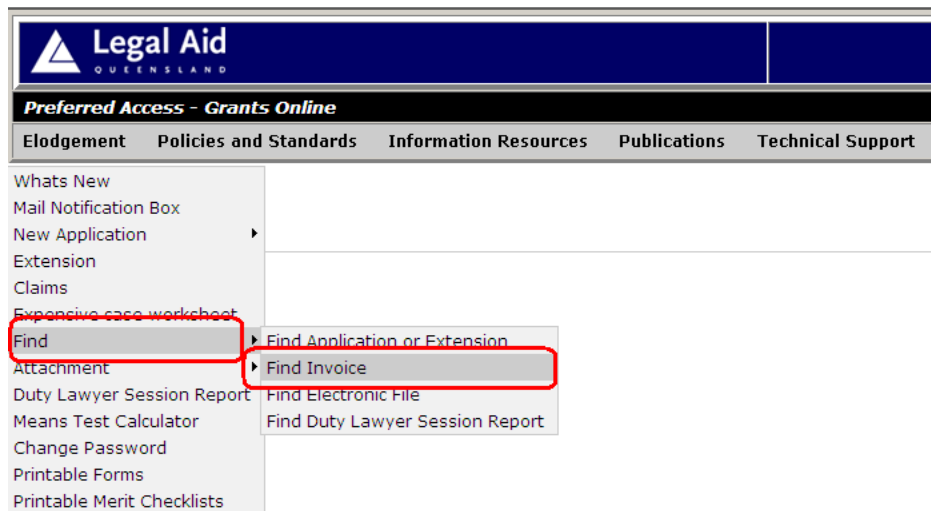 Legal Aid
QUEENSLAND
Preferred Access - Grants Online
Elodgement Policies and Standards Information Resources Publications Technical Support
Whats New
Mail Notification Box
New Application
Extension
Claims
Expensive case worksheet
Find
Find Application or Extension
Attachment
Find Invoice
Duty Lawyer Session Report
Find Electronic File
Means Test Calculator
Find Duty Lawyer Session Report
Change Password
Printable Forms
Printable Merit Checklists